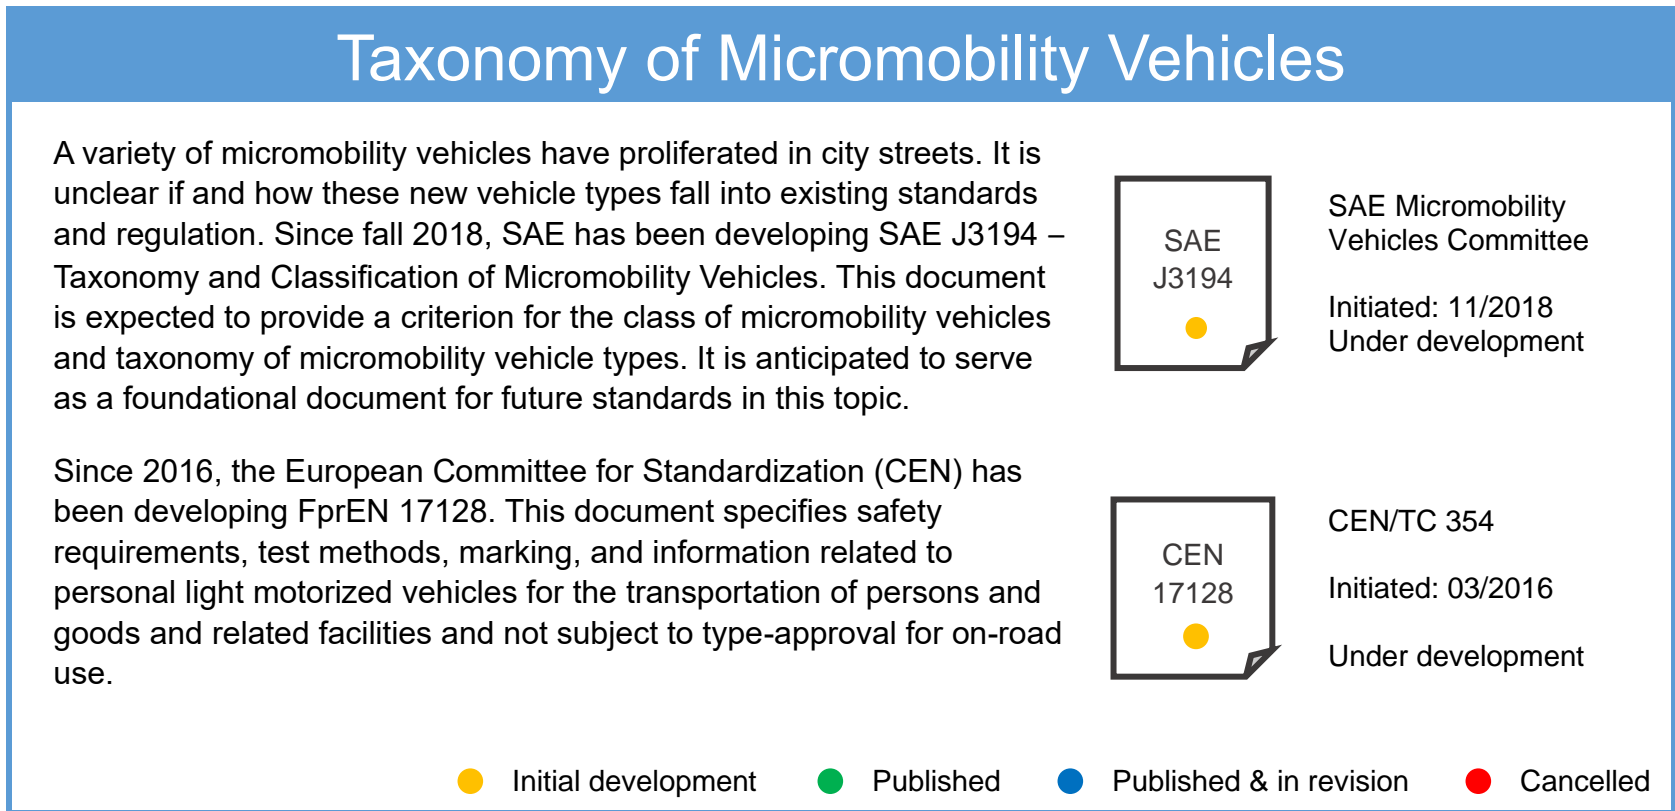 Taxonomy of Micromobility Vehicles
A variety of micromobility vehicles have proliferated in city streets. It is
unclear if and how these new vehicle types fall into existing standards
and regulation. Since fall 2018, SAE has been developing SAE J3194 –
Taxonomy and Classification of Micromobility Vehicles. This document
is expected to provide a criterion for the class of micromobility vehicles
and taxonomy of micromobility vehicle types. It is anticipated to serve
as a foundational document for future standards in this topic.
SAE
J3194
SAE Micromobility
Vehicles Committee
Initiated: 11/2018
Under development
Since 2016, the European Committee for Standardization (CEN) has
been developing FprEN 17128. This document specifies safety
requirements, test methods, marking, and information related to
personal light motorized vehicles for the transportation of persons and
goods and related facilities and not subject to type-approval for on-road
use.
CEN
17128
CEN/TC 354
Initiated: 03/2016
Under development
Initial development
Published
Published & in revision
Cancelled